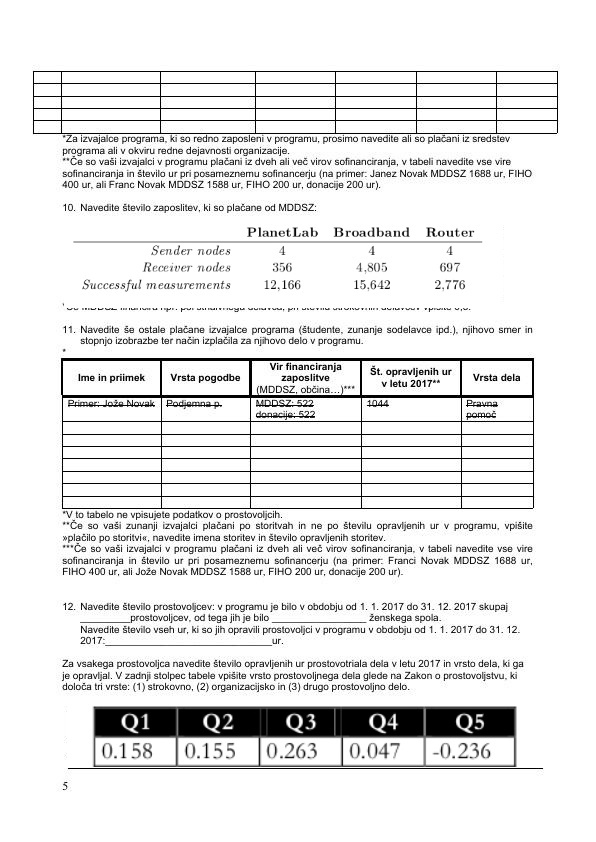 *Za izvajalce programa, ki so redno zaposleni v programu, prosimo navedite ali so plačani iz sredstev
programa ali v okviru redne dejavnosti organizacije.
**Če so vaši izvajalci v programu plačani iz dveh ali več virov sofinanciranja, v tabeli navedite vse vire
sofinanciranja in število ur pri posameznemu sofinancerju (na primer: Janez Novak MDDSZ 1688 ur, FIHO
400 ur, ali Franc Novak MDDSZ 1588 ur, FIHO 200 ur, donacije 200 ur).
10. Navedite število zaposlitev, ki so plačane od MDDSZ:
PlanetLab Broadband Router
Sender nodes 4 4 4
Receiver nodes 356 4,805 697
Successful measurements 12,166 15,642 2,776
11. Navedite še ostale plačane izvajalce programa (študente, zunanje sodelavce ipd.), njihovo smer in
stopnjo izobrazbe ter način izplačila za njihovo delo v programu.
*
Ime in priimek Vrsta pogodbe Vir financiranja zaposlitve (MDDSZ, občina…)*** Št. opravljenih ur v letu 2017** Vrsta dela
Primer: Jože Novak Podjemna p. MDDSZ: 522 1044 Pravna
donacije: 522 pomoč
*V to tabelo ne vpisujete podatkov o prostovoljcih.
**Če so vaši zunanji izvajalci plačani po storitvah in ne po številu opravljenih ur v programu, vpišite
»plačilo po storitvi«, navedite imena storitev in število opravljenih storitev.
***Če so vaši izvajalci v programu plačani iz dveh ali več virov sofinanciranja, v tabeli navedite vse vire
sofinanciranja in število ur pri posameznemu sofinancerju (na primer: Franci Novak MDDSZ 1688 ur,
FIHO 400 ur, ali Jože Novak MDDSZ 1588 ur, FIHO 200 ur, donacije 200 ur).
12. Navedite število prostovoljcev: v programu je bilo v obdobju od 1. 1. 2017 do 31. 12. 2017 skupaj
_________prostovoljcev, od tega jih je bilo _________________ ženskega spola.
Navedite število vseh ur, ki so jih opravili prostovoljci v programu v obdobju od 1. 1. 2017 do 31. 12.
2017:______________________________ur.
Za vsakega prostovoljca navedite število opravljenih ur prostovotriala dela v letu 2017 in vrsto dela, ki ga
je opravljal. V zadnji stolpec tabele vpišite vrsto prostovoljnega dela glede na Zakon o prostovoljstvu, ki
določa tri vrste: (1) strokovno, (2) organizacijsko in (3) drugo prostovoljno delo.
Q1 Q2 Q3 Q4 Q5
0.158 0.155 0.263 0.047 -0.236
5